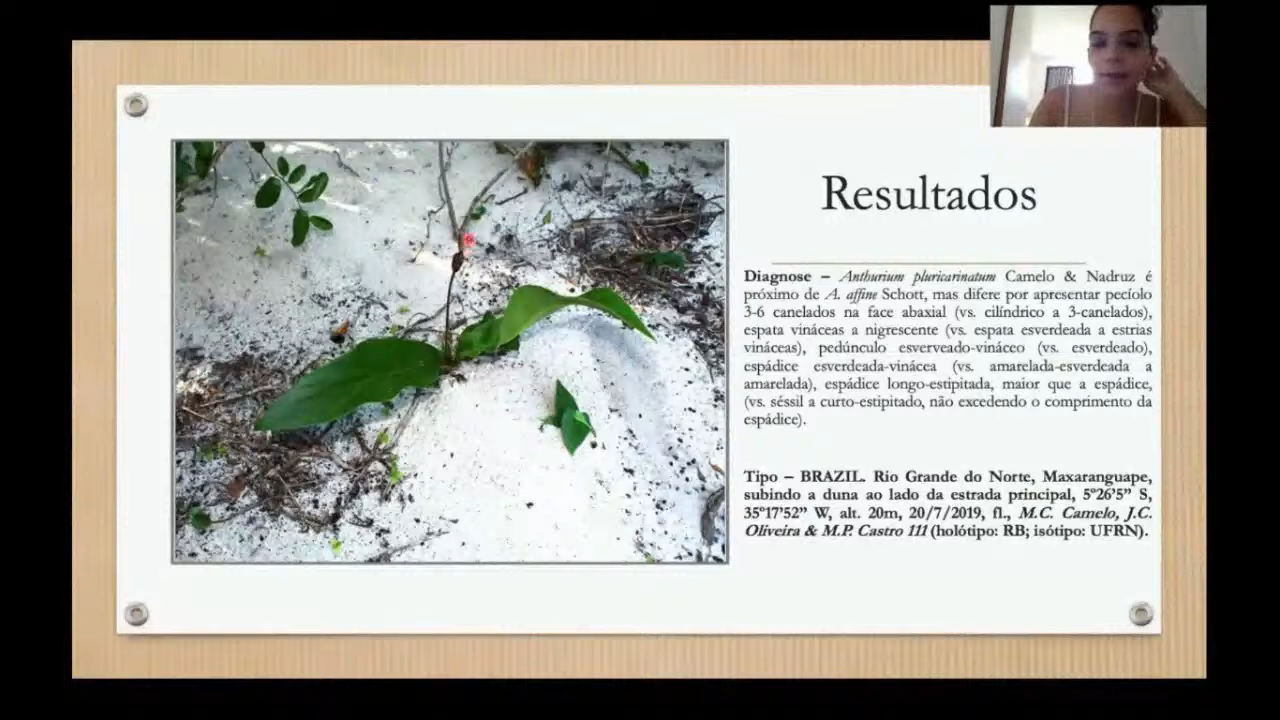 Resultados
Diagnose – Anthurium pluricarinatum Camelo & Nadruz é
próximo de A. affine Schott, mas difere por apresentar pecíolo
3-6 canelados na face abaxial (vs. cilíndrico a 3-canelados),
espata vináceas a nigrescente (vs. espata esverdeada a estrias
vináceas), pedúnculo esverveado-vináceo (vs. esverdeado),
espádice esverdeada-vinácea (vs. amarelada-esverdeada a
amarelada), espádice longo-estipitada, maior que a espádice,
(vs. séssil a curto-estipitado, não excedendo o comprimento da
espádice).
Tipo – BRAZIL. Rio Grande do Norte, Maxaranguape,
subindo a duna ao lado da estrada principal, 5°26’5” S,
35°17’52” W, alt. 20m, 20/7/2019, fl., M.C. Camelo, J.C.
Oliveira & M.P. Castro 111 (holótipo: RB; isótipo: UFRN).